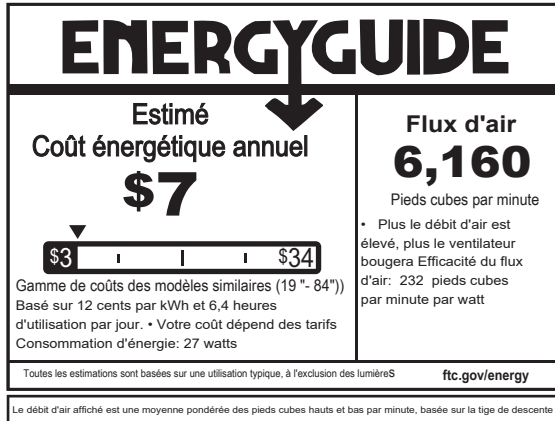 ENERGYGUIDE
Estimé
Coût énergétique annuel
$7
$3 $34
Gamme de coûts des modèles similaires (19 "- 84"))
Basé sur 12 cents par kWh et 6,4 heures
d'utilisation par jour. • Votre coût dépend des tarifs
Consommation d'énergie: 27 watts
Flux d'air
6,160
Pieds cubes par minute
• Plus le débit d'air est
élevé, plus le ventilateur
bougera Efficacité du flux
d'air: 232 pieds cubes
par minute par watt
Toutes les estimations sont basées sur une utilisation typique, à l'exclusion des lumièreS
ftc.gov/energy
Le débit d'air affiché est une moyenne pondérée des pieds cubes hauts et bas par minute, basée sur la tige de descente